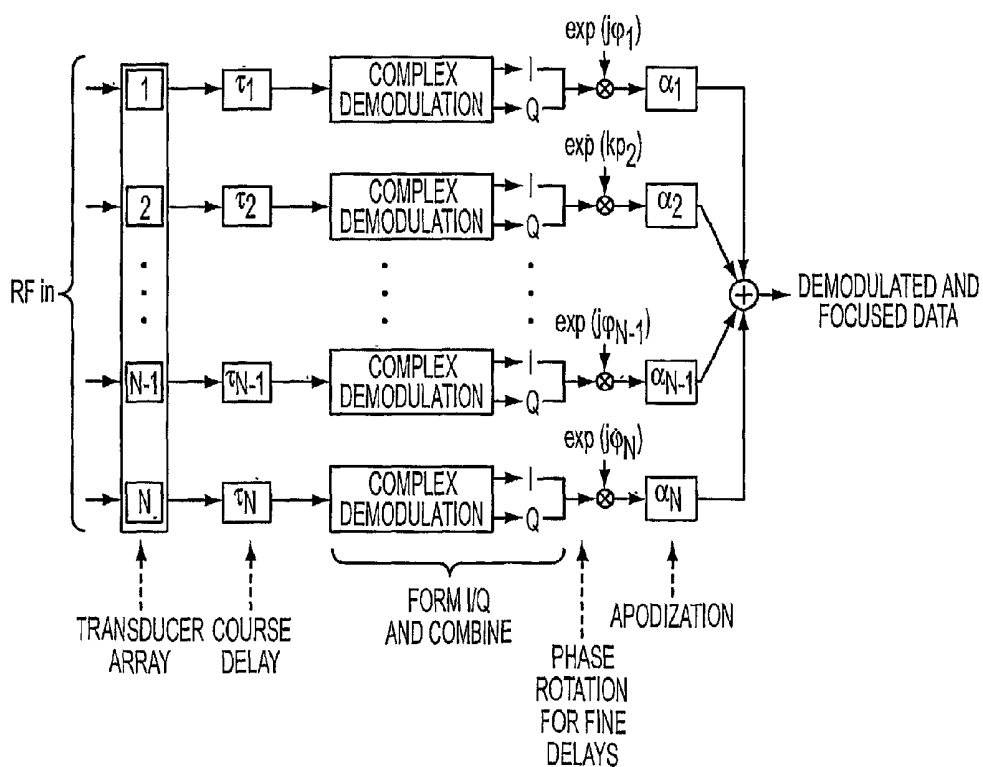 exp (jφ1)
1
τ1
COMPLEX
DEMODULATION
I
Q
⊗
α1
exp (kp2)
2
τ2
COMPLEX
DEMODULATION
I
Q
⊗
α2
RF in
+
DEMODULATED AND
FOCUSED DATA
exp (jφN-1)
N-1
τN-1
COMPLEX
DEMODULATION
I
Q
⊗
αN-1
exp (jφN)
N
τN
COMPLEX
DEMODULATION
I
Q
⊗
αN
TRANSDUCER
ARRAY
COURSE
DELAY
FORM I/Q
AND COMBINE
PHASE
ROTATION
FOR FINE
DELAYS
APODIZATION